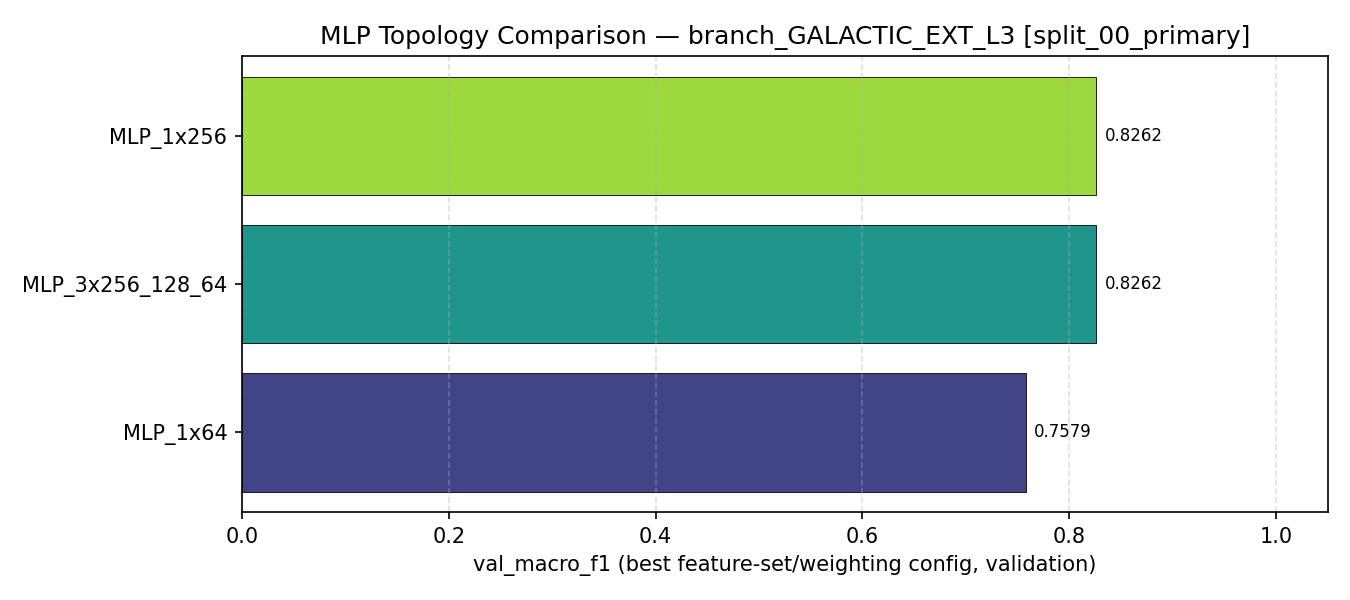 MLP Topology Comparison — branch_GALACTIC_EXT_L3 [split_00_primary]
MLP_1x256
0.8262
MLP_3x256_128_64
0.8262
MLP_1x64
0.7579
0.0 0.2 0.4 0.6 0.8 1.0
val_macro_f1 (best feature-set/weighting config, validation)